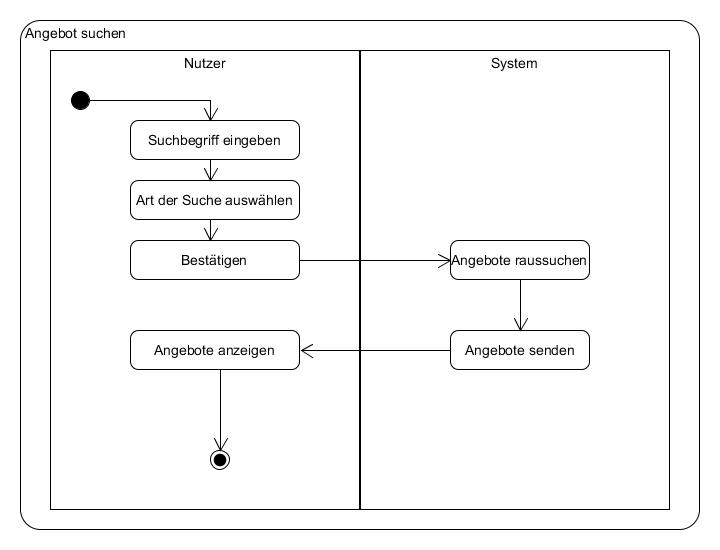 Angebot suchen
Nutzer
System
Suchbegriff eingeben
Art der Suche auswählen
Bestätigen
Angebote raussuchen
Angebote anzeigen
Angebote senden